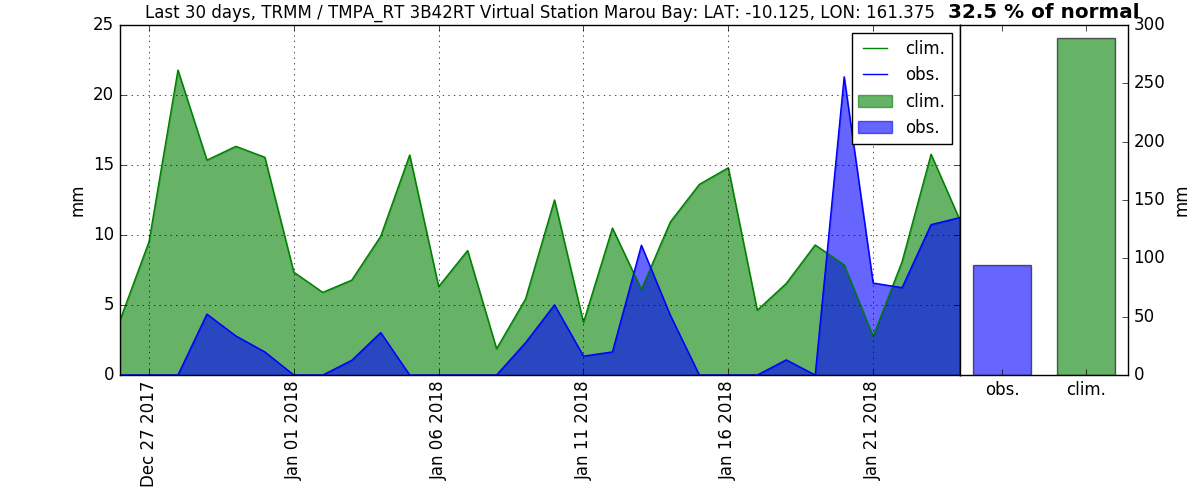 Last 30 days, TRMM / TMPA_RT 3B42RT Virtual Station Marou Bay: LAT: -10.125, LON: 161.375 32.5 % of normal
25
20
15
10
5
0
mm
Dec 27 2017
Jan 01 2018
Jan 06 2018
Jan 11 2018
Jan 16 2018
Jan 21 2018
clim.
obs.
clim.
obs.
300
250
200
150
100
50
0
mm
obs. clim.